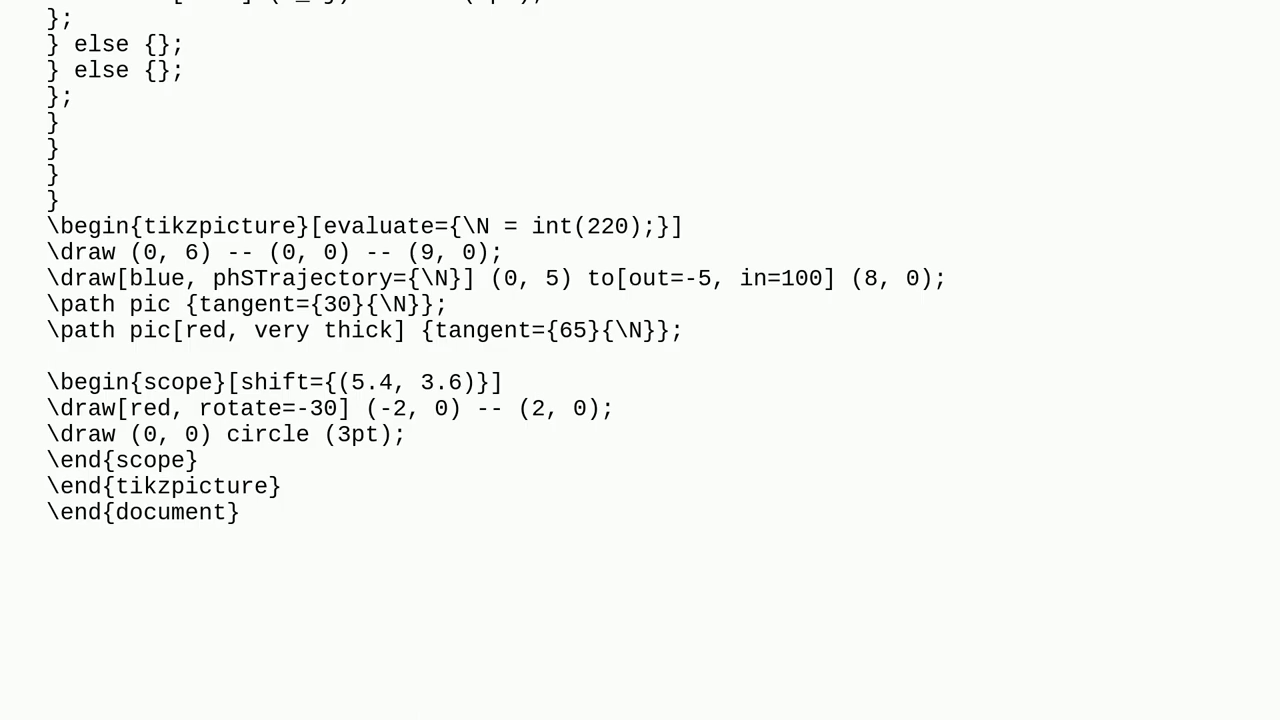 };
} else {};
} else {};
};
}
}
}
}
\begin{tikzpicture}[evaluate={\N = int(220);}]
\draw (0, 6) -- (0, 0) -- (9, 0);
\draw[blue, phSTrajectory={\N}] (0, 5) to[out=-5, in=100] (8, 0);
\path pic {tangent={30}{\N}};
\path pic[red, very thick] {tangent={65}{\N}};
\begin{scope}[shift={(5.4, 3.6)}]
\draw[red, rotate=-30] (-2, 0) -- (2, 0);
\draw (0, 0) circle (3pt);
\end{scope}
\end{tikzpicture}
\end{document}